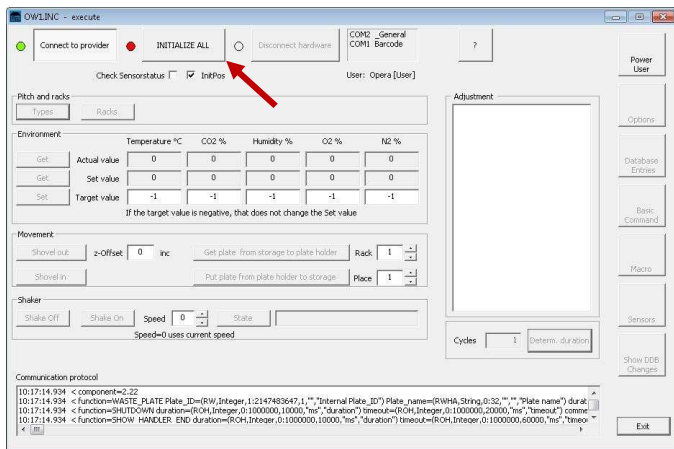 OW1.INC - execute
Connect to provider
INITIALIZE ALL
Disconnect hardware
COM2 _General
COM1 Barcode
?
Power
User
Check Sensorstatus
InitPos
User: Opera [User]
Pitch and racks
Types
Racks
Adjustment
Options
Environment
Temperature °C CO2 % Humidity % O2 % N2 %
Get Actual value 0 0 0 0 0
Get Set value 0 0 0 0 0
Set Target value -1 -1 -1 -1 -1
If the target value is negative, that does not change the Set value
Database
Entries
Basic
Command
Movement
Shovel out z-Offset 0 inc Get plate from storage to plate holder Rack 1
Shovel in Put plate from plate holder to storage Place 1
Macro
Shaker
Shake Off Shake On Speed 0 State
Speed=0 uses current speed
Sensors
Cycles 1 Determ. duration
Show DDB
Changes
Communication protocol
10:17:14.934 < component=2.22
10:17:14.934 < function=WASTE_PLATE Plate_ID=(RW,Integer,1:2147483647,1,"","Internal Plate_ID") Plate_name=(RWHA,String,0:32,"","","Plate name") durat
10:17:14.934 < function=SHUTDOWN duration=(ROH,Integer,0:1000000,10000,"ms","duration") timeout=(ROH,Integer,0:1000000,20000,"ms","timeout") comme
10:17:14.934 < function=SHOW_HANDLER_END duration=(ROH,Integer,0:1000000,10000,"ms","duration") timeout=(ROH,Integer,0:1000000,60000,"ms","timeo
Exit